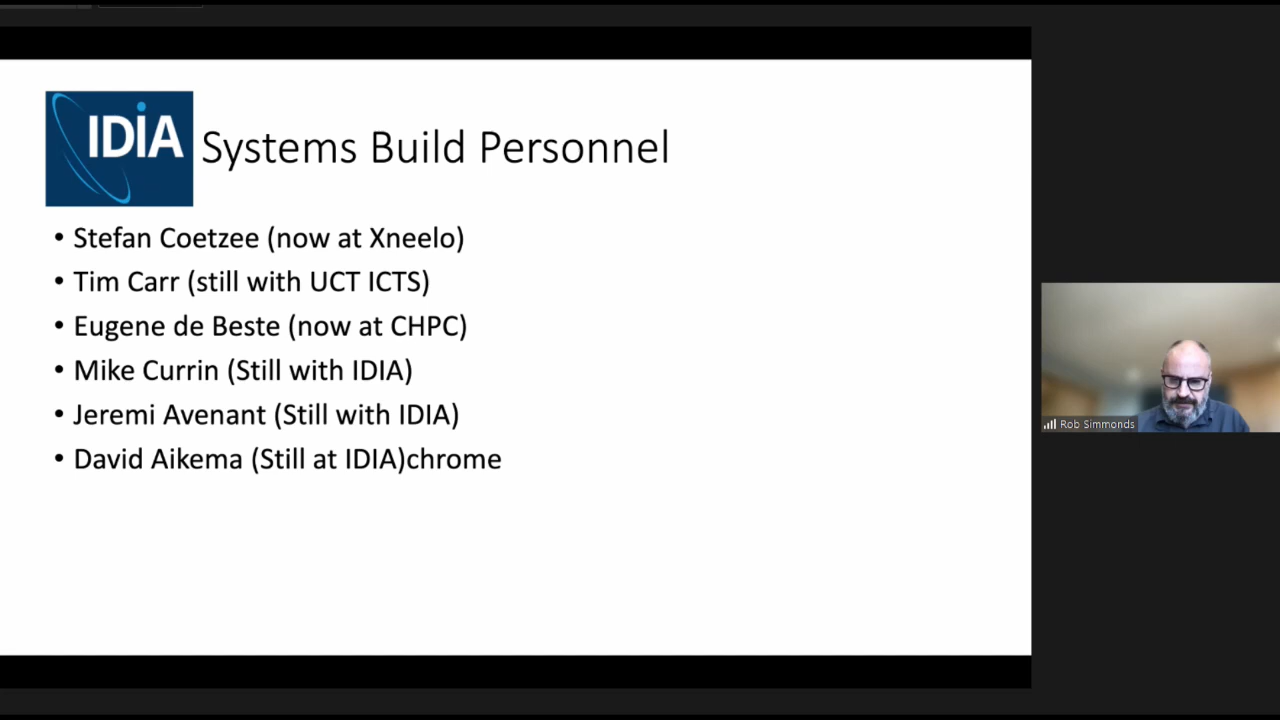 IDIA
Systems Build Personnel
• Stefan Coetzee (now at Xneelo)
• Tim Carr (still with UCT ICTS)
• Eugene de Beste (now at CHPC)
• Mike Currin (Still with IDIA)
• Jeremi Avenant (Still with IDIA)
• David Aikema (Still at IDIA)chrome
Rob Simmonds